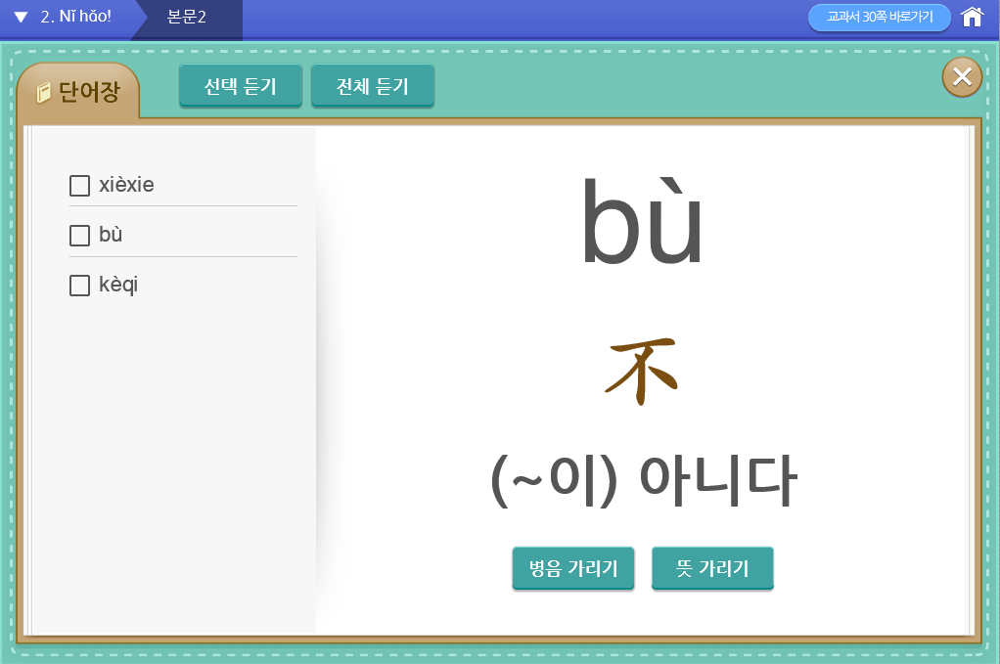 2. Nǐ hǎo!
본문2
교과서 30쪽 바로가기
단어장
선택 듣기
전체 듣기
xièxie
bù
kèqi
bù
不
(~이) 아니다
병음 가리기
뜻 가리기